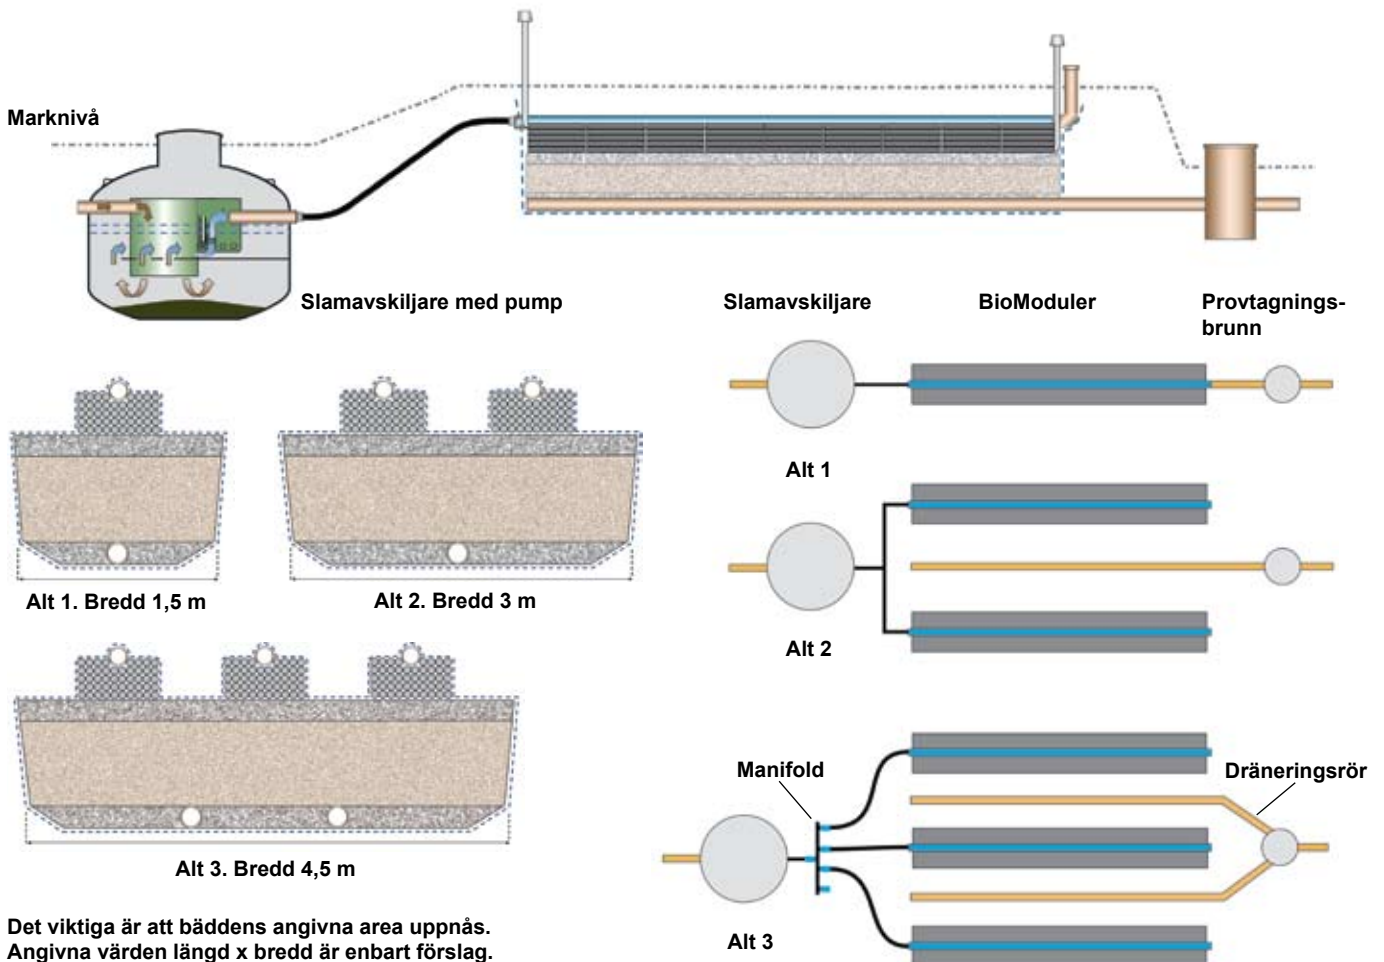 Marknivå
Slamavskiljare med pump
Slamavskiljare
BioModuler
Provtagnings-
brunn
Alt 1
Alt 1. Bredd 1,5 m
Alt 2. Bredd 3 m
Alt 2
Manifold
Dräneringsrör
Alt 3. Bredd 4,5 m
Alt 3
Det viktiga är att bäddens angivna area uppnås.
Angivna värden längd x bredd är enbart förslag.